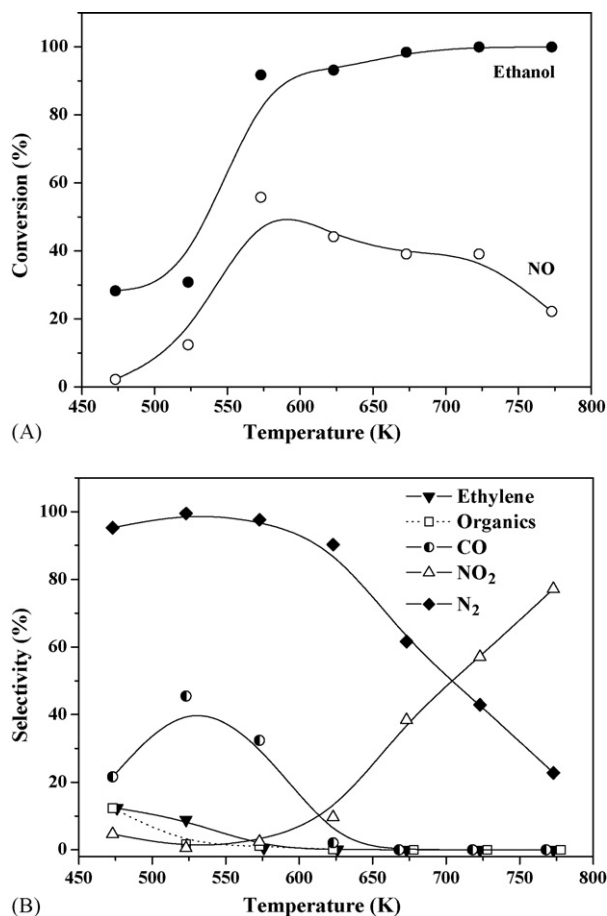 100
80
60
40
20
0
Conversion (%)
Ethanol
NO
450 500 550 600 650 700 750 800
Temperature (K)
(A)
100
80
60
40
20
0
Selectivity (%)
Ethylene
Organics
CO
NO₂
N₂
450 500 550 600 650 700 750 800
Temperature (K)
(B)